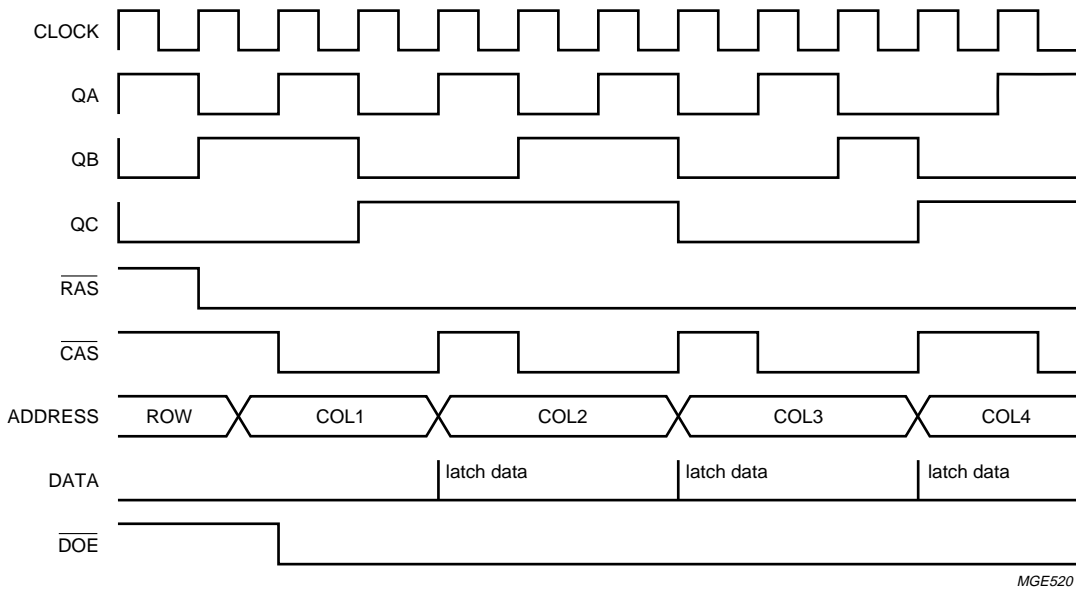 CLOCK
QA
QB
QC
RAS
CAS
ADDRESS ROW COL1 COL2 COL3 COL4
DATA latch data latch data latch data
DOE
MGE520